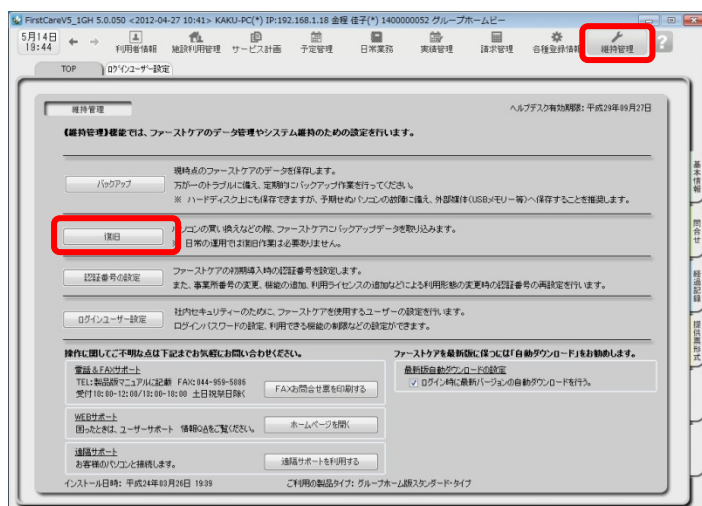 FirstCareV5_1GH 5.0.050 <2012-04-27 10:41> KAKU-PC(*) IP:192.168.1.18 金程 佳子(*) 1400000052 グループホームビー
5月14日
19:44
利用者情報 施設利用管理 サービス計画 予定管理 日常業務 実績管理 請求管理 各種登録情報 維持管理
TOP ログインユーザー設定
維持管理 ヘルプデスク有効期限: 平成29年09月27日
【維持管理】機能では、ファーストケアのデータ管理やシステム維持のための設定を行います。
バックアップ
現時点のファーストケアのデータを保存します。
万が一のトラブルに備え、定期的にバックアップ作業を行ってください。
※ ハードディスク上にも保存できますが、予期せぬパソコンの故障に備え、外部媒体(USBメモリー等)へ保存することを推奨します。
復旧
パソコンの買い換えなどの際、ファーストケアにバックアップデータを取り込みます。
※ 日常の運用では復旧作業は必要ありません。
認証番号の設定
ファーストケアの初期導入時の認証番号を設定します。
また、事業所番号の変更、機能の追加、利用ライセンスの追加などによる利用形態の変更時の認証番号の再設定を行います。
ログインユーザー設定
社内セキュリティーのために、ファーストケアを使用するユーザーの設定を行います。
ログインパスワードの設定、利用できる機能の制限などの設定ができます。
操作に関してご不明な点は下記までお気軽にお問い合わせください。
電話&FAXサポート
TEL:製品版マニュアルに記載 FAX:044-959-5086
受付10:00-12:00/13:00-18:00 土日祝祭日除く
FAXお問合せ票を印刷する
WEBサポート
困ったときは、ユーザーサポート 情報QAをご覧ください。
ホームページを開く
遠隔サポート
お客様のパソコンと接続します。
遠隔サポートを利用する
ファーストケアを最新版に保つには「自動ダウンロード」をお勧めします。
最新版自動ダウンロードの設定
ログイン時に最新バージョンの自動ダウンロードを行う。
インストール日時: 平成24年03月26日 19:39 ご利用の製品タイプ: グループホーム版スタンダード・タイプ
基本情報
問合せ
経過記録
提供票形式